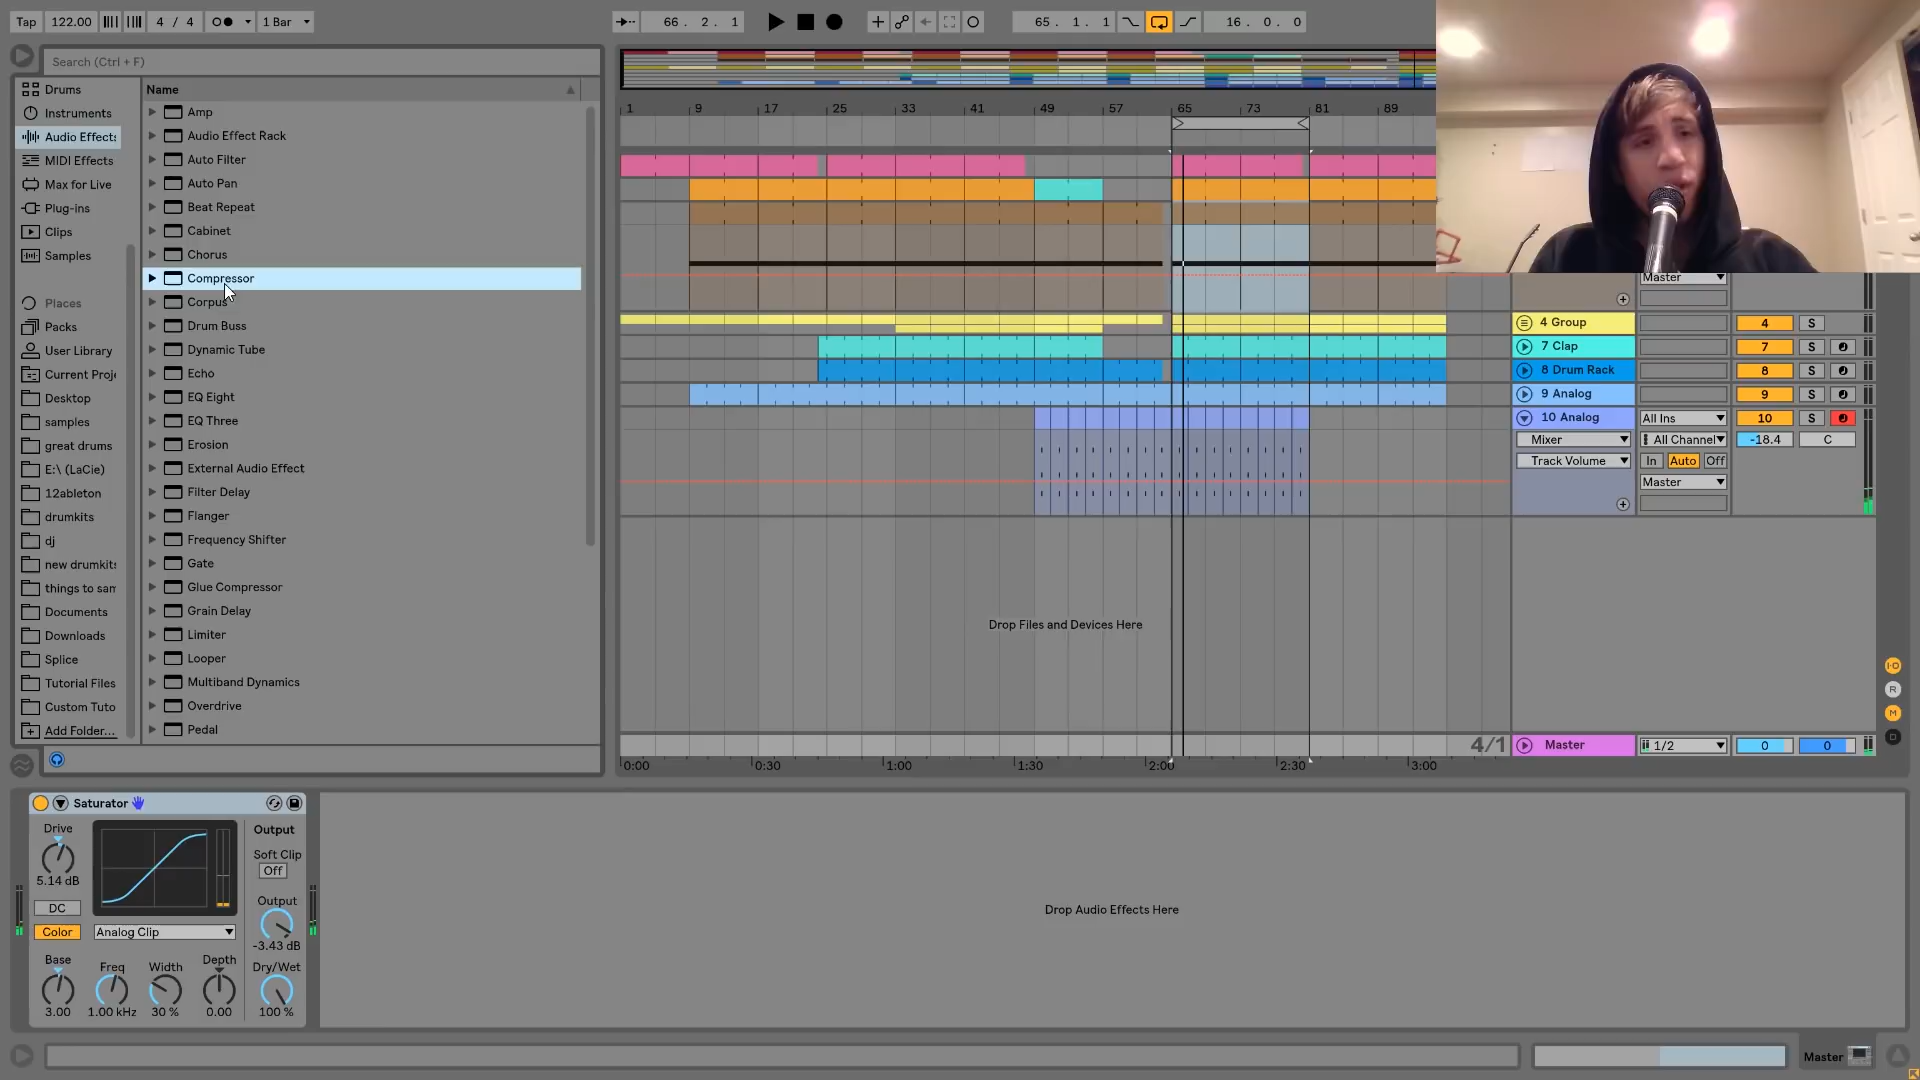 Tap 122.00 4 / 4 1 Bar 66 . 2 . 1 65 . 1 . 1 16 . 0 . 0
Search (Ctrl + F)
Drums
Instruments
Audio Effects
MIDI Effects
Max for Live
Plug-ins
Clips
Samples
Places
Packs
User Library
Current Proje
Desktop
samples
great drums
E:\ (LaCie)
12ableton
drumkits
dj
new drumkits
things to sam
Documents
Downloads
Splice
Tutorial Files
Custom Tuto
Add Folder...
Name
Amp
Audio Effect Rack
Auto Filter
Auto Pan
Beat Repeat
Cabinet
Chorus
Compressor
Corpus
Drum Buss
Dynamic Tube
Echo
EQ Eight
EQ Three
Erosion
External Audio Effect
Filter Delay
Flanger
Frequency Shifter
Gate
Glue Compressor
Grain Delay
Limiter
Looper
Multiband Dynamics
Overdrive
Pedal
1 9 17 25 33 41 49 57 65 73 81 89
Master
4 Group 4 S
7 Clap 7 S
8 Drum Rack 8 S
9 Analog 9 S
10 Analog All Ins 10 S
Mixer All Channel -18.4 C
Track Volume In Auto Off
Master
Drop Files and Devices Here
I·O
R
M
D
4/1 Master 1/2 0 0
0:00 0:30 1:00 1:30 2:00 2:30 3:00
Saturator
Drive
5.14 dB
DC
Color Analog Clip
Output
Soft Clip
Off
Output
-3.43 dB
Base Freq Width Depth Dry/Wet
3.00 1.00 kHz 30 % 0.00 100 %
Drop Audio Effects Here
Master